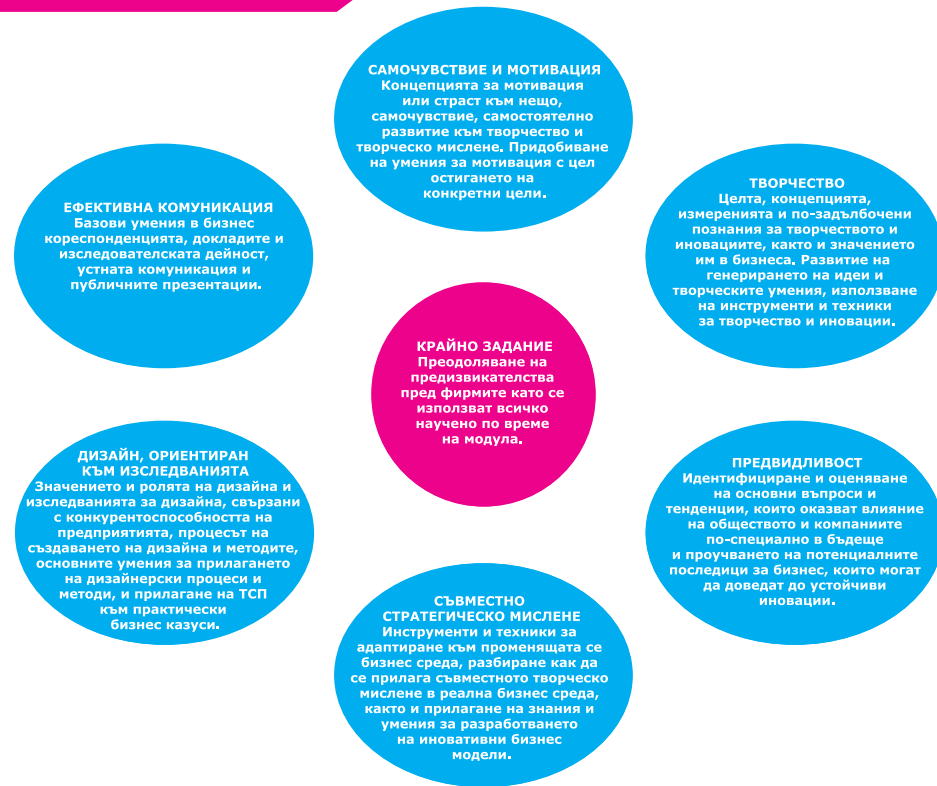 САМОЧУВСТВИЕ И МОТИВАЦИЯ
Концепцията за мотивация
или страст към нещо,
самочувствие, самостоятелно
развитие към творчество и
творческо мислене. Придобиване
на умения за мотивация с цел
остигането на
конкретни цели.
ЕФЕКТИВНА КОМУНИКАЦИЯ
Базови умения в бизнес
кореспонденцията, докладите и
изследователската дейност,
устната комуникация и
публичните презентации.
ТВОРЧЕСТВО
Целта, концепцията,
измеренията и по-задълбочени
познания за творчеството и
иновациите, както и значението
им в бизнеса. Развитие на
генерирането на идеи и
творческите умения, използване
на инструменти и техники
за творчество и иновации.
КРАЙНО ЗАДАНИЕ
Преодоляване на
предизвикателства
пред фирмите като се
използват всичко
научено по време
на модула.
ДИЗАЙН, ОРИЕНТИРАН
КЪМ ИЗСЛЕДВАНИЯТА
Значението и ролята на дизайна и
изследванията за дизайна, свързани
с конкурентоспособността на
предприятията, процесът на
създаването на дизайна и методите,
основните умения за прилагането
на дизайнерски процеси и
методи, и прилагане на ТСП
към практически
бизнес казуси.
ПРЕДВИДЛИВОСТ
Идентифициране и оценяване
на основни въпроси и
тенденции, които оказват влияние
на обществото и компаниите
по-специално в бъдеще
и проучването на потенциалните
последици за бизнес, които могат
да доведат до устойчиви
иновации.
СЪВМЕСТНО
СТРАТЕГИЧЕСКО МИСЛЕНЕ
Инструменти и техники за
адаптиране към променящата се
бизнес среда, разбиране как да
се прилага съвместното творческо
мислене в реална бизнес среда,
както и прилагане на знания и
умения за разработването
на иновативни бизнес
модели.